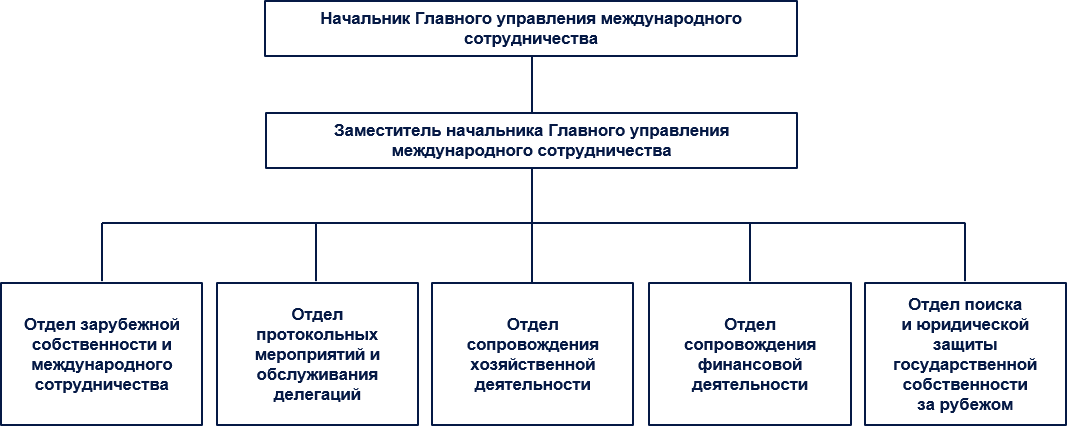 Начальник Главного управления международного
сотрудничества
Заместитель начальника Главного управления
международного сотрудничества
Отдел зарубежной
собственности и
международного
сотрудничества
Отдел
протокольных
мероприятий и
обслуживания
делегаций
Отдел
сопровождения
хозяйственной
деятельности
Отдел
сопровождения
финансовой
деятельности
Отдел поиска
и юридической
защиты
государственной
собственности
за рубежом